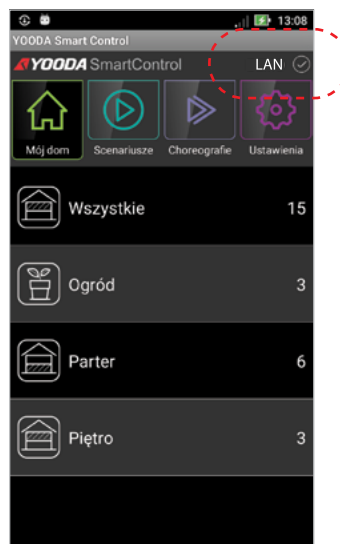 13:08
YOODA Smart Control
YOODA SmartControl LAN
Mój dom Scenariusze Choreografie Ustawienia
Wszystkie 15
Ogród 3
Parter 6
Piętro 3